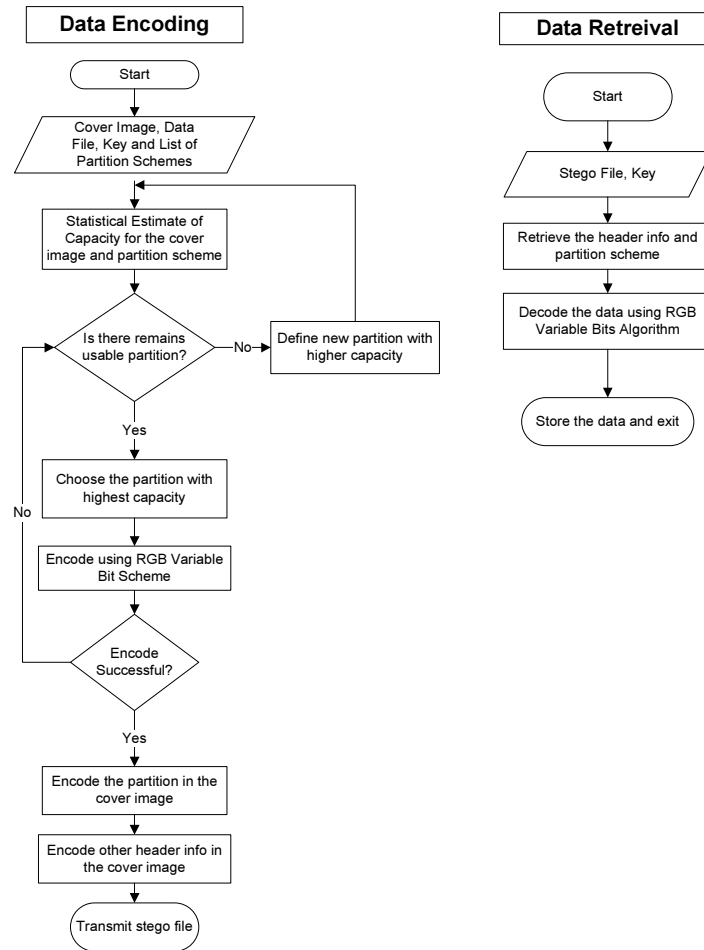 Data Encoding
Start
Cover Image, Data
File, Key and List of
Partition Schemes
Statistical Estimate of
Capacity for the cover
image and partition scheme
Is there remains
usable partition?
No
Define new partition with
higher capacity
Yes
Choose the partition with
highest capacity
No
Encode using RGB Variable
Bit Scheme
Encode
Successful?
Yes
Encode the partition in the
cover image
Encode other header info in
the cover image
Transmit stego file
Data Retreival
Start
Stego File, Key
Retrieve the header info and
partition scheme
Decode the data using RGB
Variable Bits Algorithm
Store the data and exit